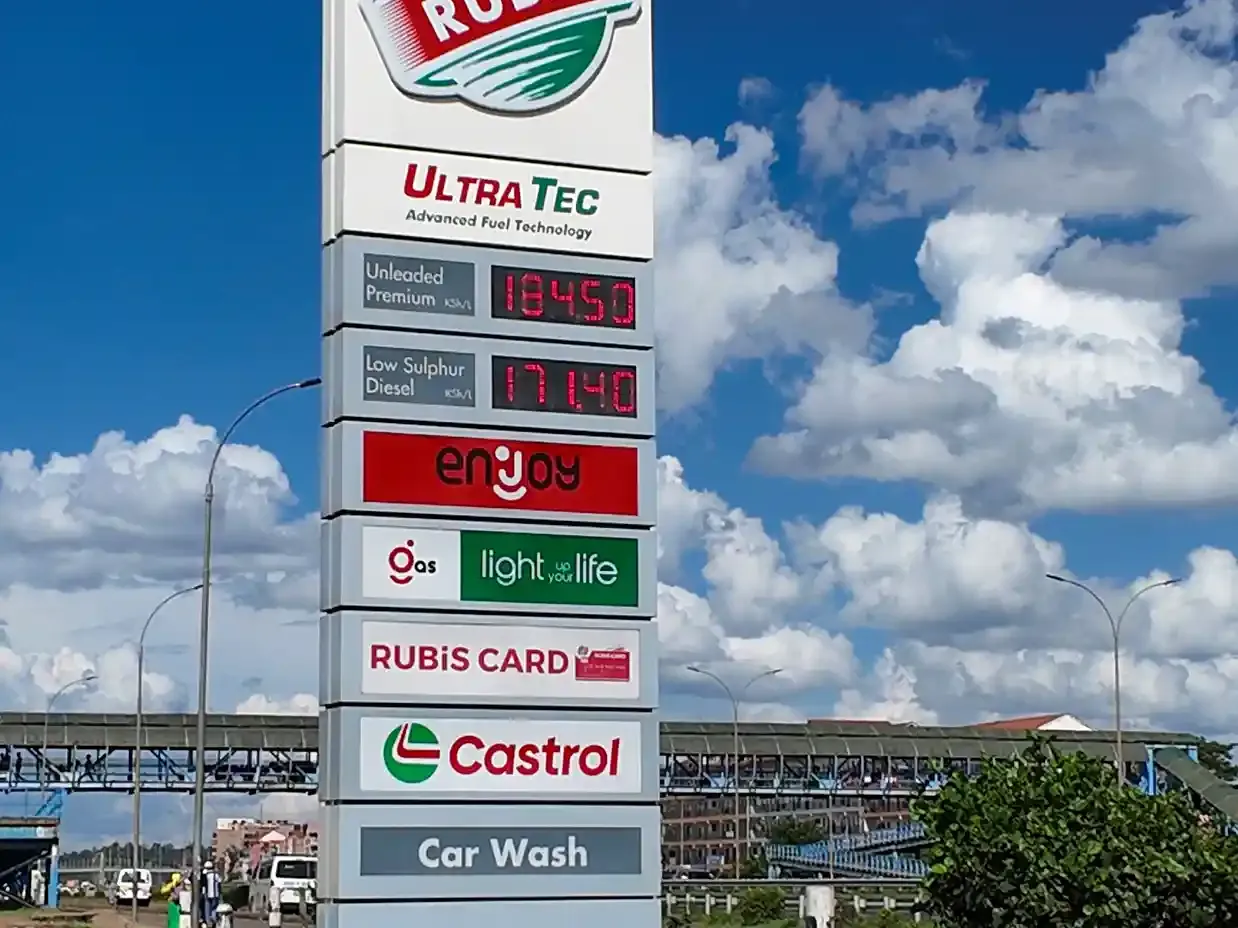 ULTRA TEC
Advanced Fuel Technology
Unleaded
Premium KSh/L
184.50
Low Sulphur
Diesel KSh/L
171.40
enjoy
gas
light up your life
RUBiS CARD
Castrol
Car Wash